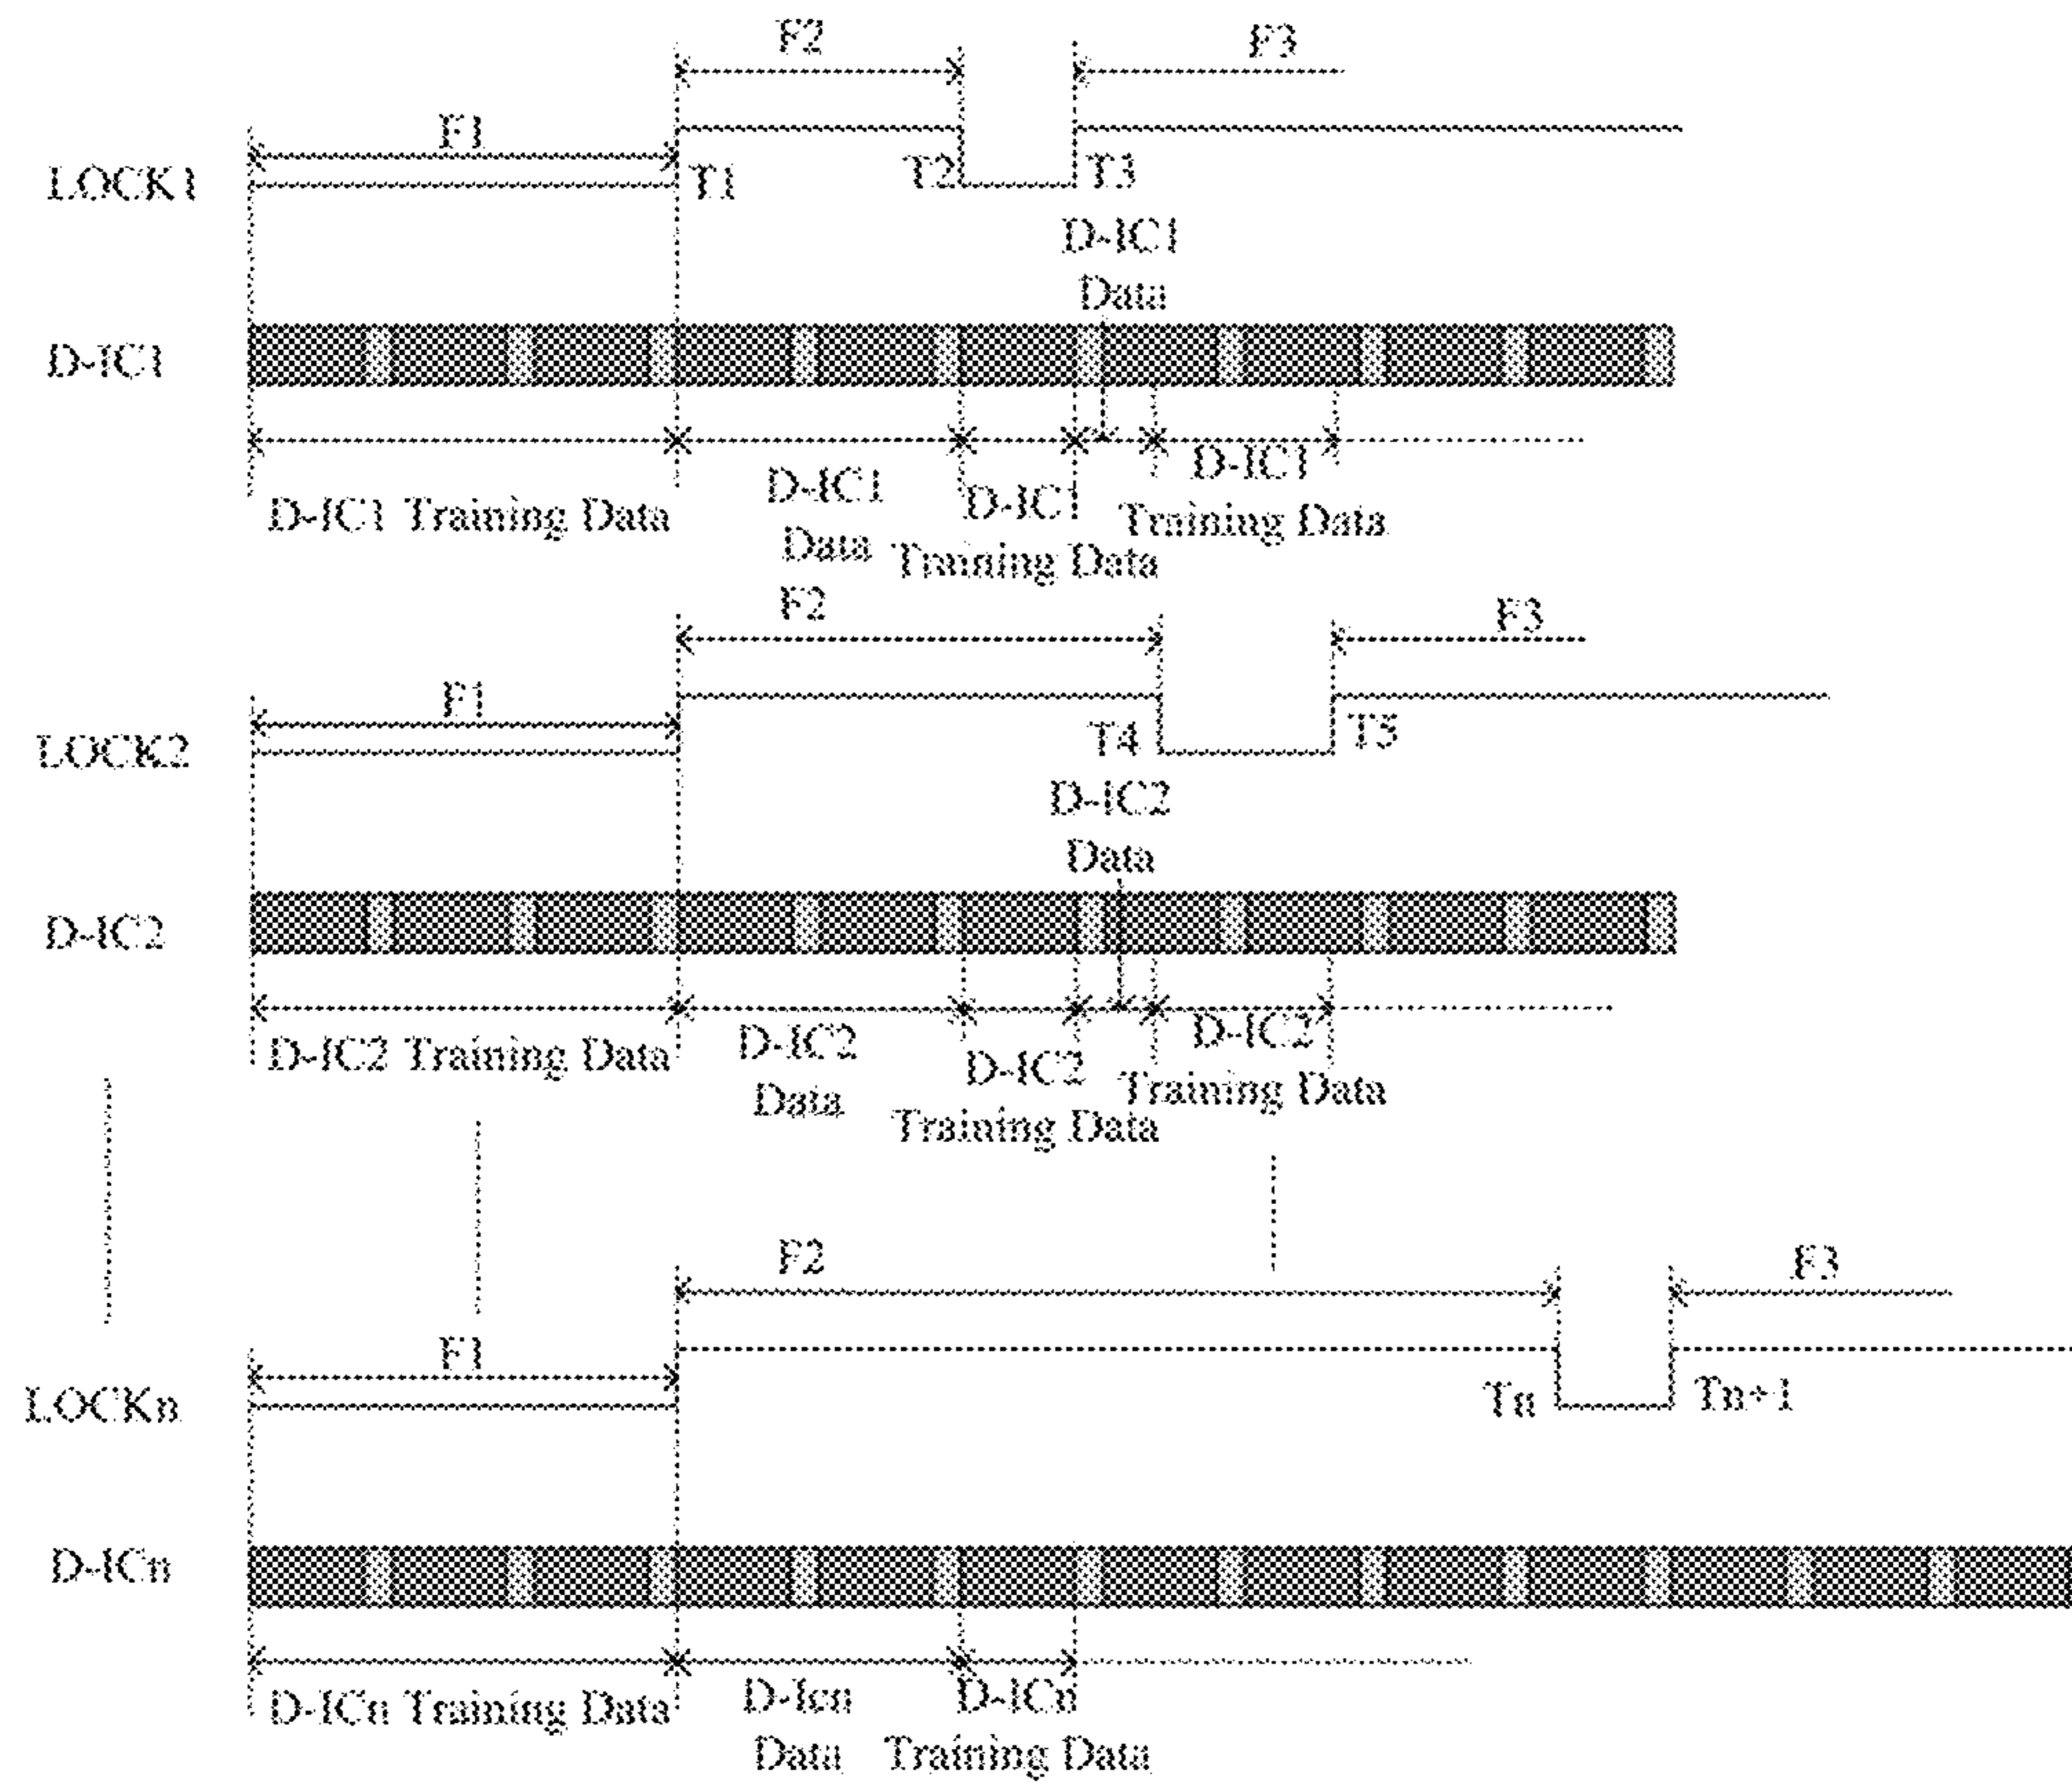 F2
F3
F1
LOCK1
T1
T2
T3
D-IC1
Data
D-IC1
D-IC1 Training Data
D-IC1
Data
D-IC1
Training Data
D-IC1
Training Data
F2
F3
F1
LOCK2
T4
T5
D-IC2
Data
D-IC2
D-IC2 Training Data
D-IC2
Data
D-IC2
Training Data
D-IC2
Training Data
F2
F3
F1
LOCKn
Tn
Tn+1
D-ICn
D-ICn Training Data
D-Icn
Data
D-ICn
Training Data